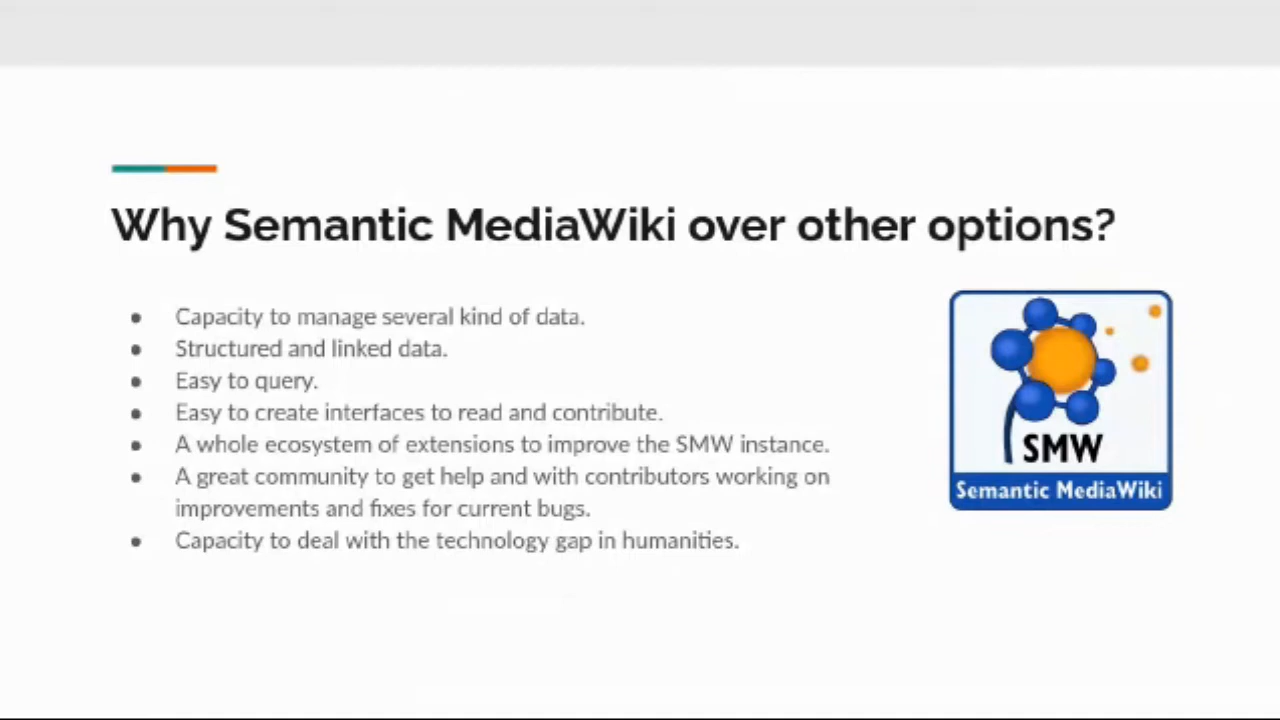 Why Semantic MediaWiki over other options?
● Capacity to manage several kind of data.
● Structured and linked data.
● Easy to query.
● Easy to create interfaces to read and contribute.
● A whole ecosystem of extensions to improve the SMW instance.
● A great community to get help and with contributors working on
improvements and fixes for current bugs.
● Capacity to deal with the technology gap in humanities.
SMW
Semantic MediaWiki